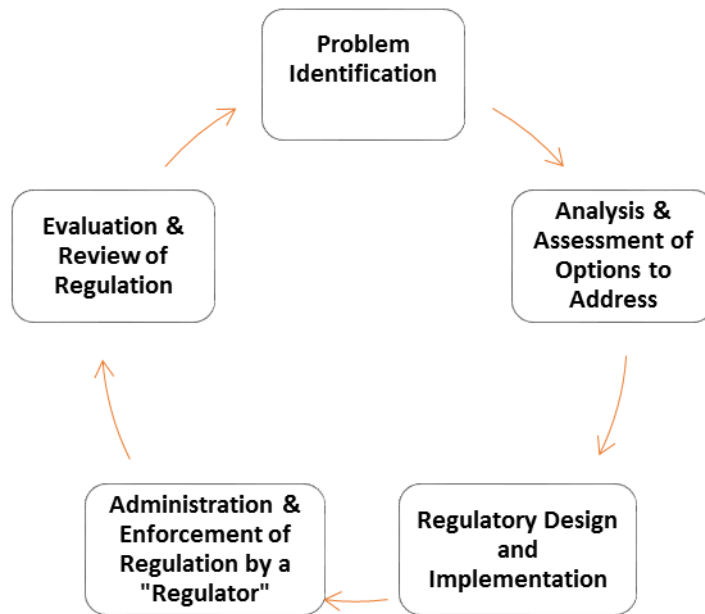 Problem
Identification
Analysis &
Assessment of
Options to
Address
Regulatory Design
and
Implementation
Administration &
Enforcement of
Regulation by a
"Regulator"
Evaluation &
Review of
Regulation